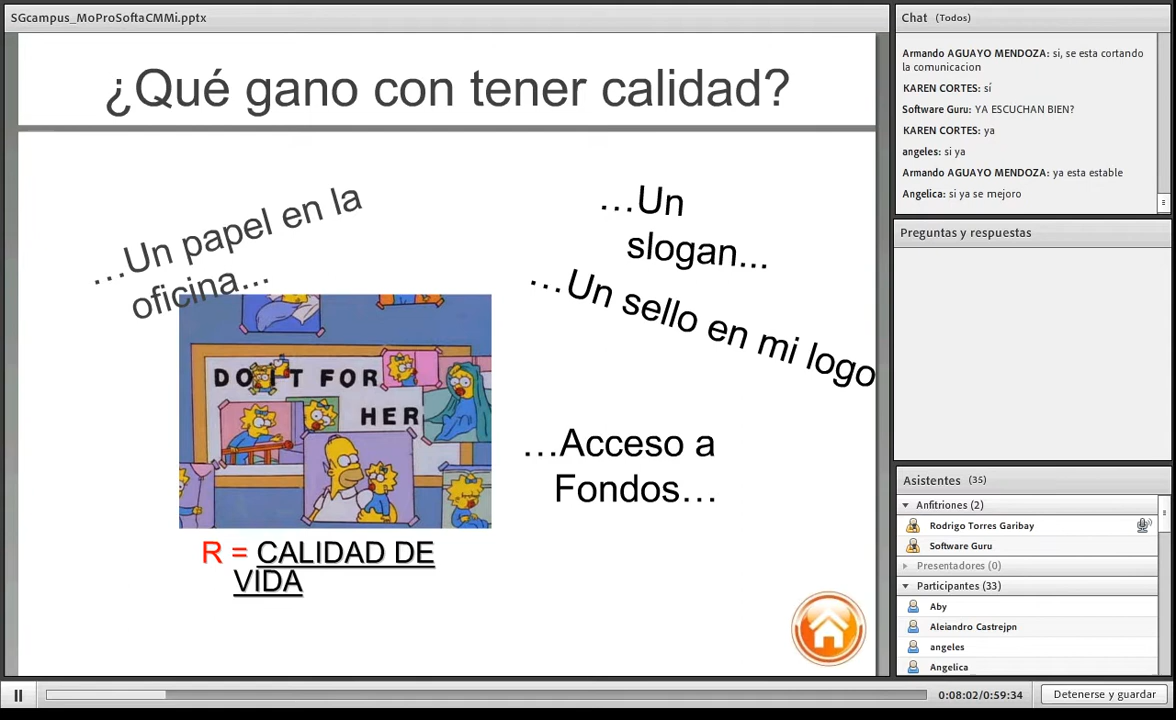 SGcampus_MoProSoftaCMMi.pptx
¿Qué gano con tener calidad?
…Un papel en la
oficina...
…Un
slogan...
…Un sello en mi logo
DO IT FOR
HER
…Acceso a
Fondos…
R = CALIDAD DE
VIDA
Chat (Todos)
Armando AGUAYO MENDOZA: si, se esta cortando
la comunicacion
KAREN CORTES: sí
Software Guru: YA ESCUCHAN BIEN?
KAREN CORTES: ya
angeles: si ya
Armando AGUAYO MENDOZA: ya esta estable
Angelica: si ya se mejoro
Preguntas y respuestas
Asistentes (35)
Anfitriones (2)
Rodrigo Torres Garibay
Software Guru
Presentadores (0)
Participantes (33)
Aby
Alejandro Castrejpn
angeles
Angelica
0:08:02/0:59:34
Detenerse y guardar